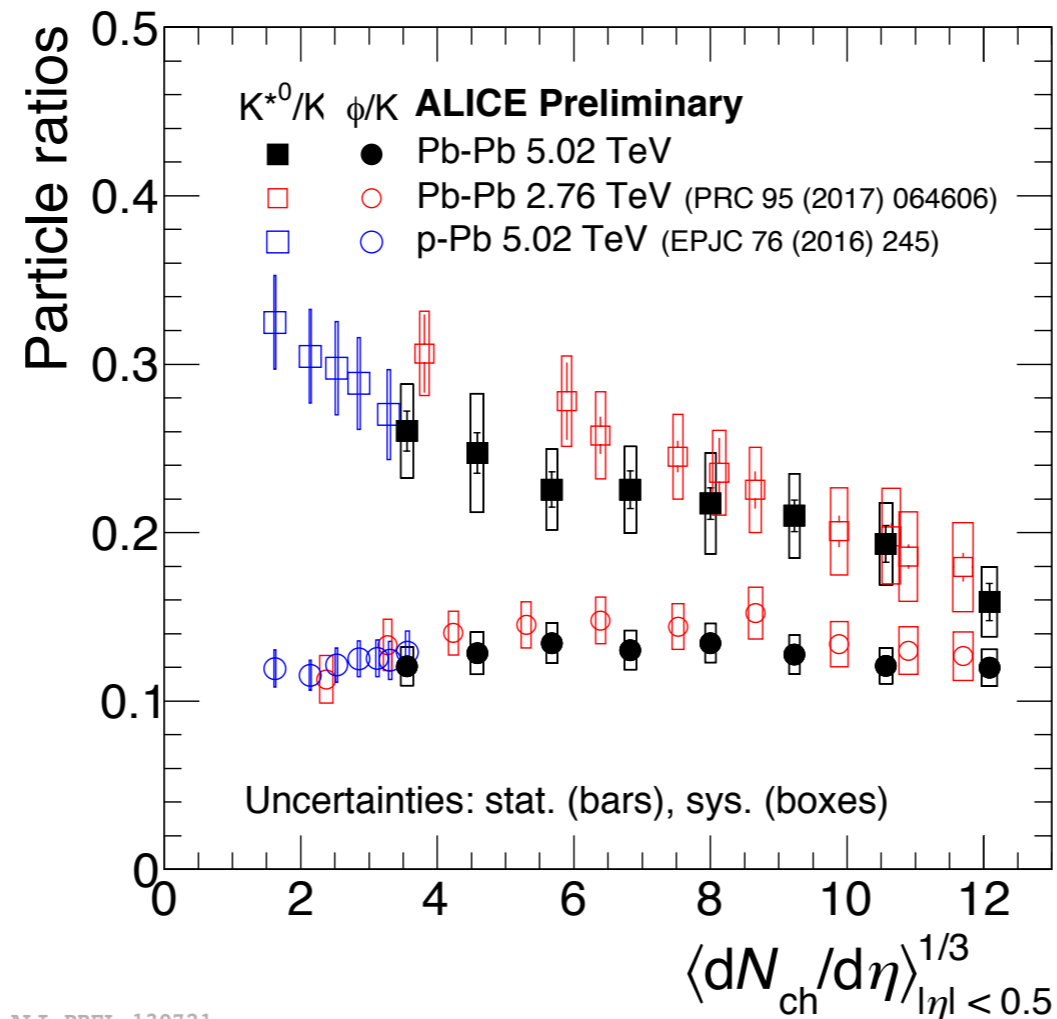 Particle ratios
0.5
0.4
0.3
0.2
0.1
0
K*0/K ϕ/K ALICE Preliminary
Pb-Pb 5.02 TeV
Pb-Pb 2.76 TeV (PRC 95 (2017) 064606)
p-Pb 5.02 TeV (EPJC 76 (2016) 245)
Uncertainties: stat. (bars), sys. (boxes)
0 2 4 6 8 10 12
⟨dN_ch/dη⟩^1/3_|η| < 0.5